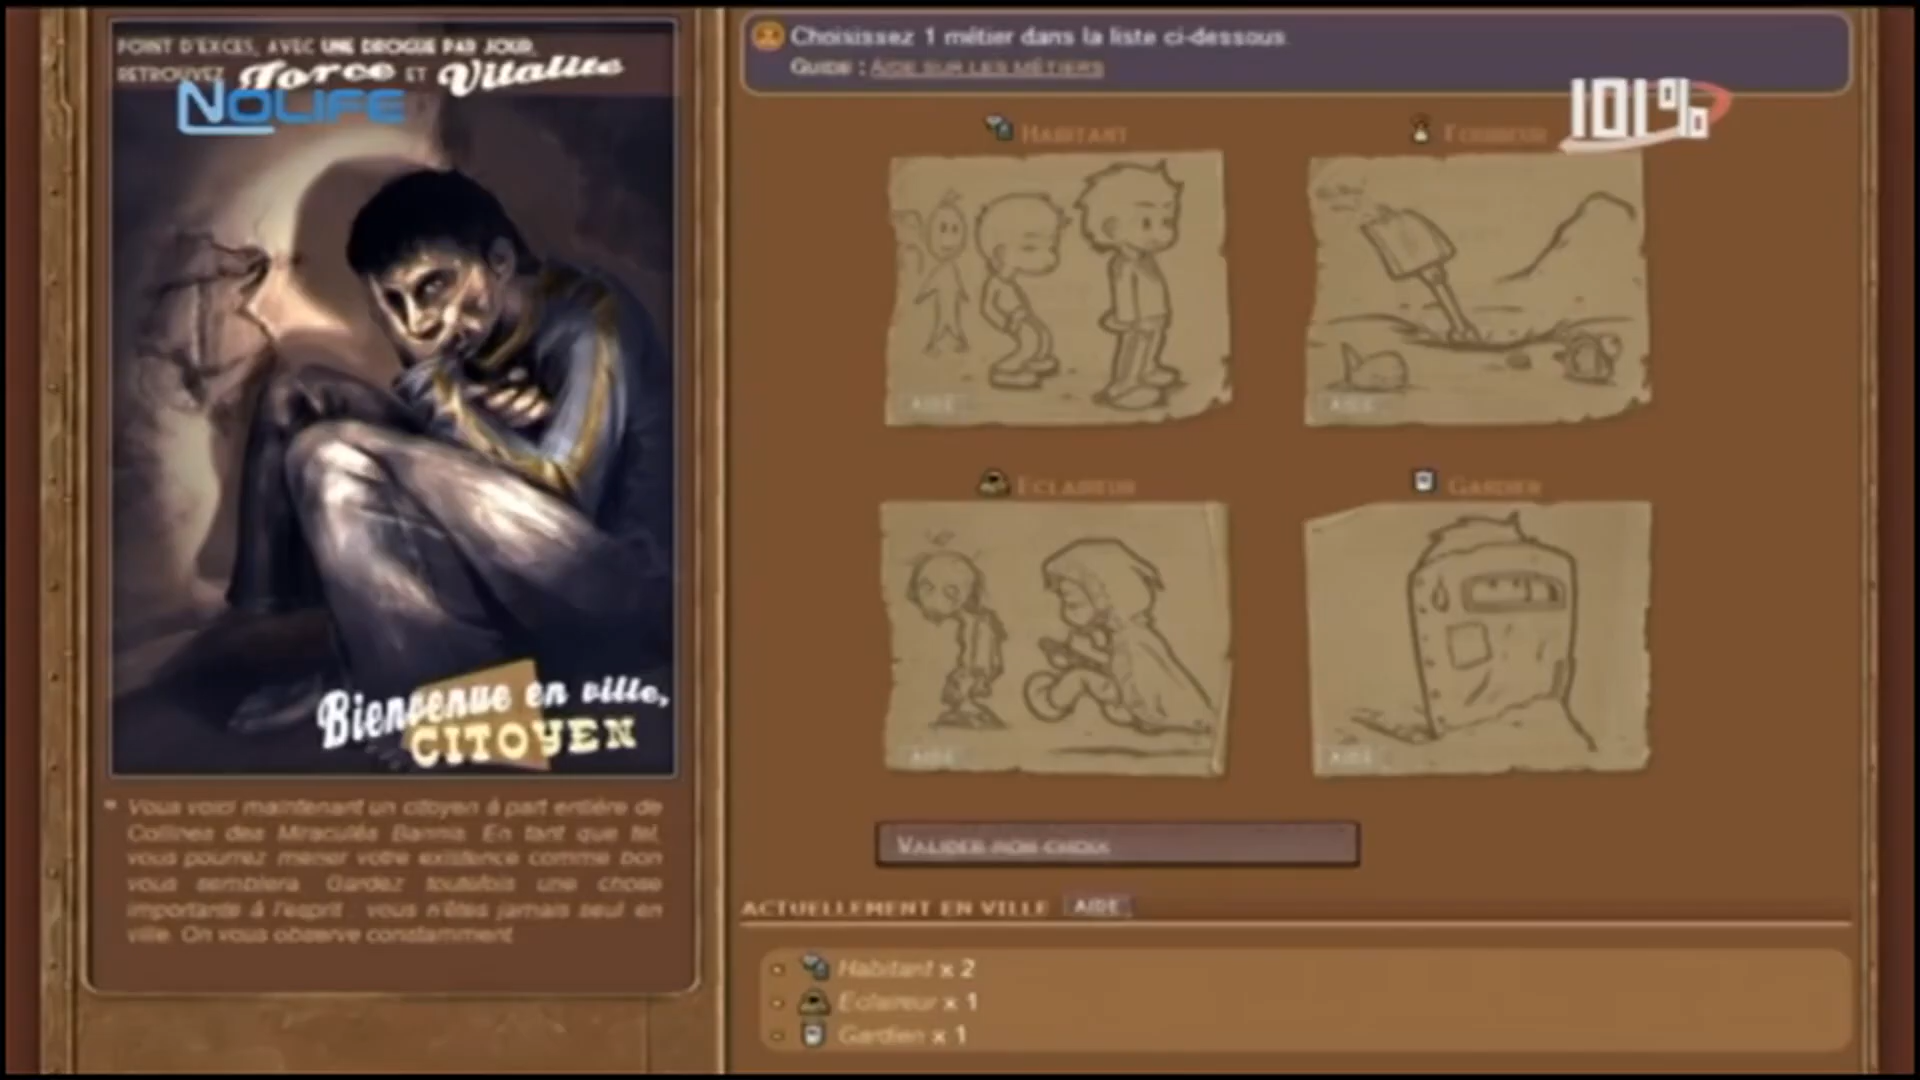 POINT D'EXCES, AVEC UNE DROGUE PAR JOUR,
RETROUVEZ Force ET Vitalite
NOLIFE
Bienvenue en ville,
CITOYEN
Vous voici maintenant un citoyen à part entière de
Collines des Miraculés Bannis. En tant que tel,
vous pourrez mener votre existence comme bon
vous semblera. Gardez toutefois une chose
importante à l'esprit : vous n'êtes jamais seul en
ville. On vous observe constamment
Choisissez 1 métier dans la liste ci-dessous.
GUIDE : AIDE SUR LES MÉTIERS
101%
HABITANT
AIDE
AIDE
ECLAIREUR
GARDIEN
AIDE
AIDE
VALIDER MON CHOIX
ACTUELLEMENT EN VILLE AIDE
Habitant x 2
Eclaireur x 1
Gardien x 1